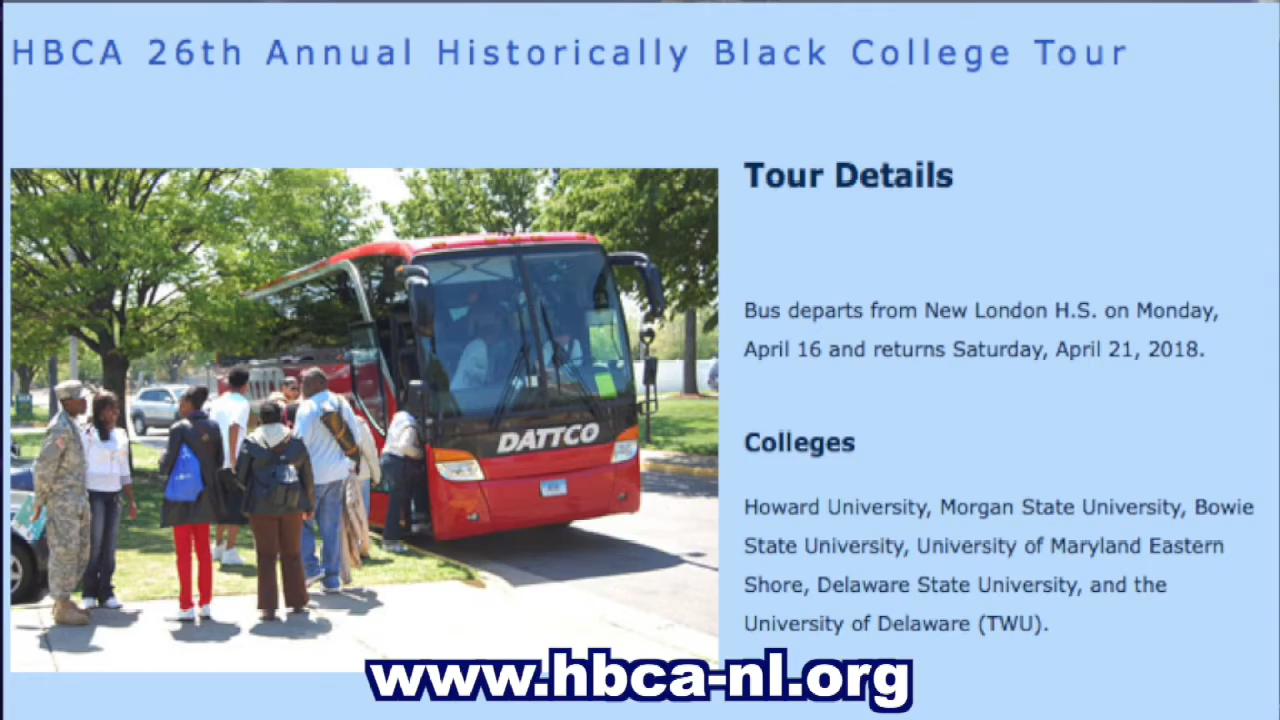 HBCA 26th Annual Historically Black College Tour
Tour Details
Bus departs from New London H.S. on Monday,
April 16 and returns Saturday, April 21, 2018.
DATTCO
Colleges
Howard University, Morgan State University, Bowie
State University, University of Maryland Eastern
Shore, Delaware State University, and the
University of Delaware (TWU).
www.hbca-nl.org